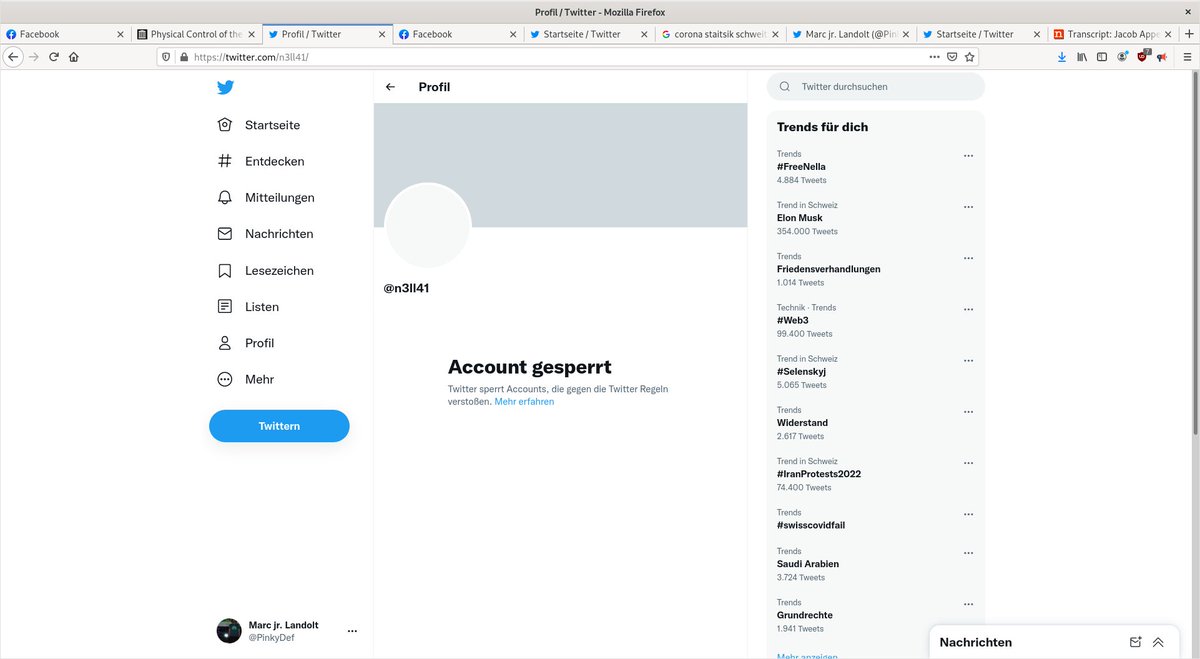 Profil / Twitter - Mozilla Firefox
Facebook
Physical Control of the
Profil / Twitter
Facebook
Startseite / Twitter
corona staitsik schweit
Marc jr. Landolt (@Pin
Startseite / Twitter
Transcript: Jacob Appe
https://twitter.com/n3ll41/
7
Startseite
Entdecken
Mitteilungen
Nachrichten
Lesezeichen
Listen
Profil
Mehr
Twittern
Marc jr. Landolt
@PinkyDef
Profil
@n3ll41
Account gesperrt
Twitter sperrt Accounts, die gegen die Twitter Regeln
verstoßen. Mehr erfahren
Twitter durchsuchen
Trends für dich
Trends
#FreeNella
4.884 Tweets
Trend in Schweiz
Elon Musk
354.000 Tweets
Trends
Friedensverhandlungen
1.014 Tweets
Technik · Trends
#Web3
99.400 Tweets
Trend in Schweiz
#Selenskyj
5.065 Tweets
Trends
Widerstand
2.617 Tweets
Trend in Schweiz
#IranProtests2022
74.400 Tweets
Trends
#swisscovidfail
Trends
Saudi Arabien
3.724 Tweets
Trends
Grundrechte
1.941 Tweets
Mehr anzeigen
Nachrichten